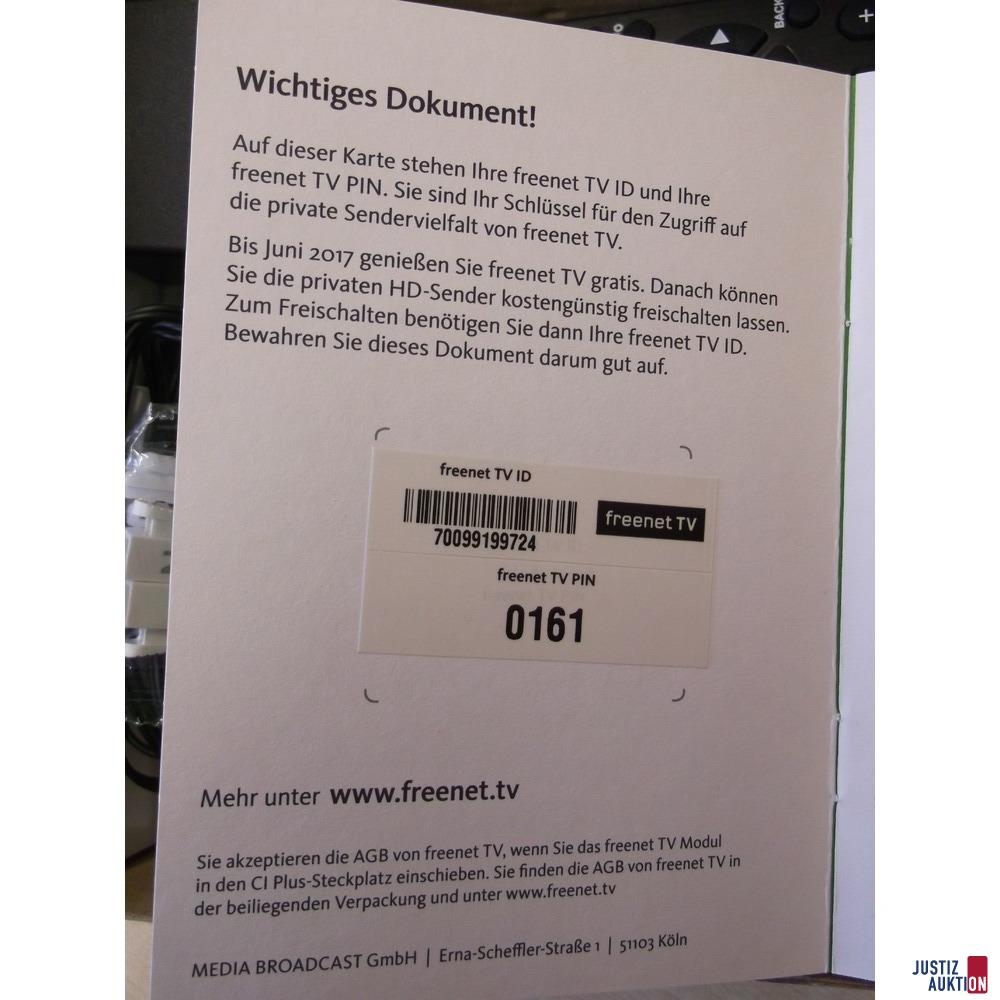 BACK
+
Wichtiges Dokument!
Auf dieser Karte stehen Ihre freenet TV ID und Ihre
freenet TV PIN. Sie sind Ihr Schlüssel für den Zugriff auf
die private Sendervielfalt von freenet TV.
Bis Juni 2017 genießen Sie freenet TV gratis. Danach können
Sie die privaten HD-Sender kostengünstig freischalten lassen.
Zum Freischalten benötigen Sie dann Ihre freenet TV ID.
Bewahren Sie dieses Dokument darum gut auf.
freenet TV ID
70099199724
freenet TV
freenet TV PIN
0161
Mehr unter www.freenet.tv
Sie akzeptieren die AGB von freenet TV, wenn Sie das freenet TV Modul
in den CI Plus-Steckplatz einschieben. Sie finden die AGB von freenet TV in
der beiliegenden Verpackung und unter www.freenet.tv
MEDIA BROADCAST GmbH | Erna-Scheffler-Straße 1 | 51103 Köln
JUSTIZ
AUKTION